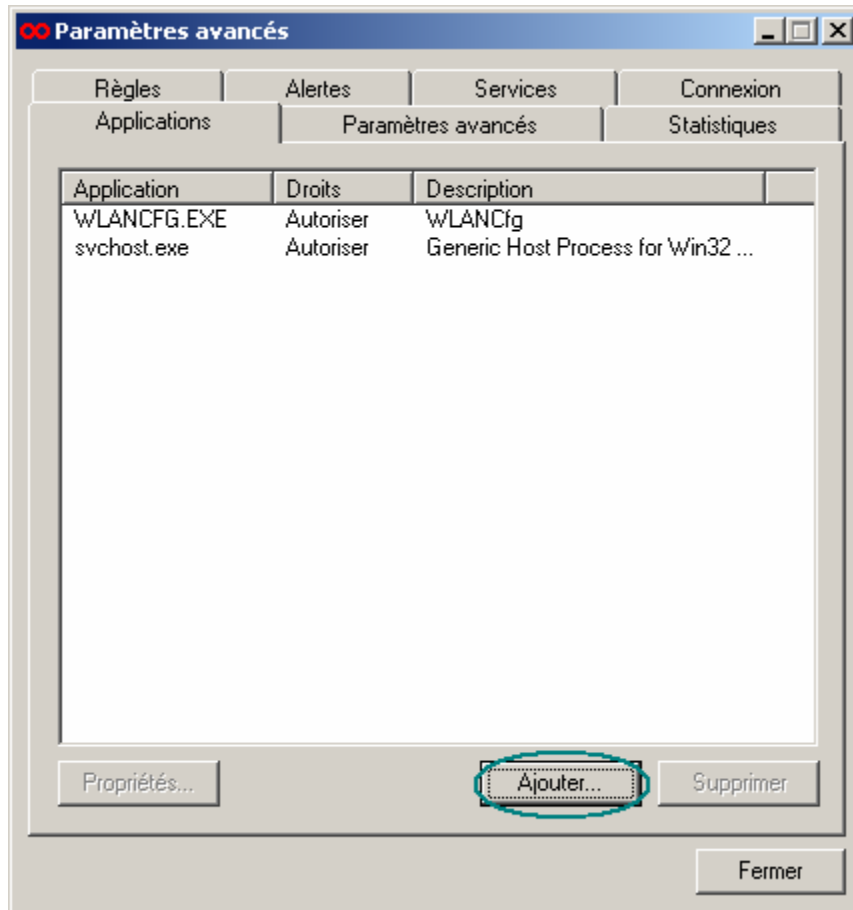 Paramètres avancés
Règles Alertes Services Connexion
Applications Paramètres avancés Statistiques
Application Droits Description
WLANCFG.EXE Autoriser WLANCfg
svchost.exe Autoriser Generic Host Process for Win32 ...
Propriétés... Ajouter... Supprimer
Fermer